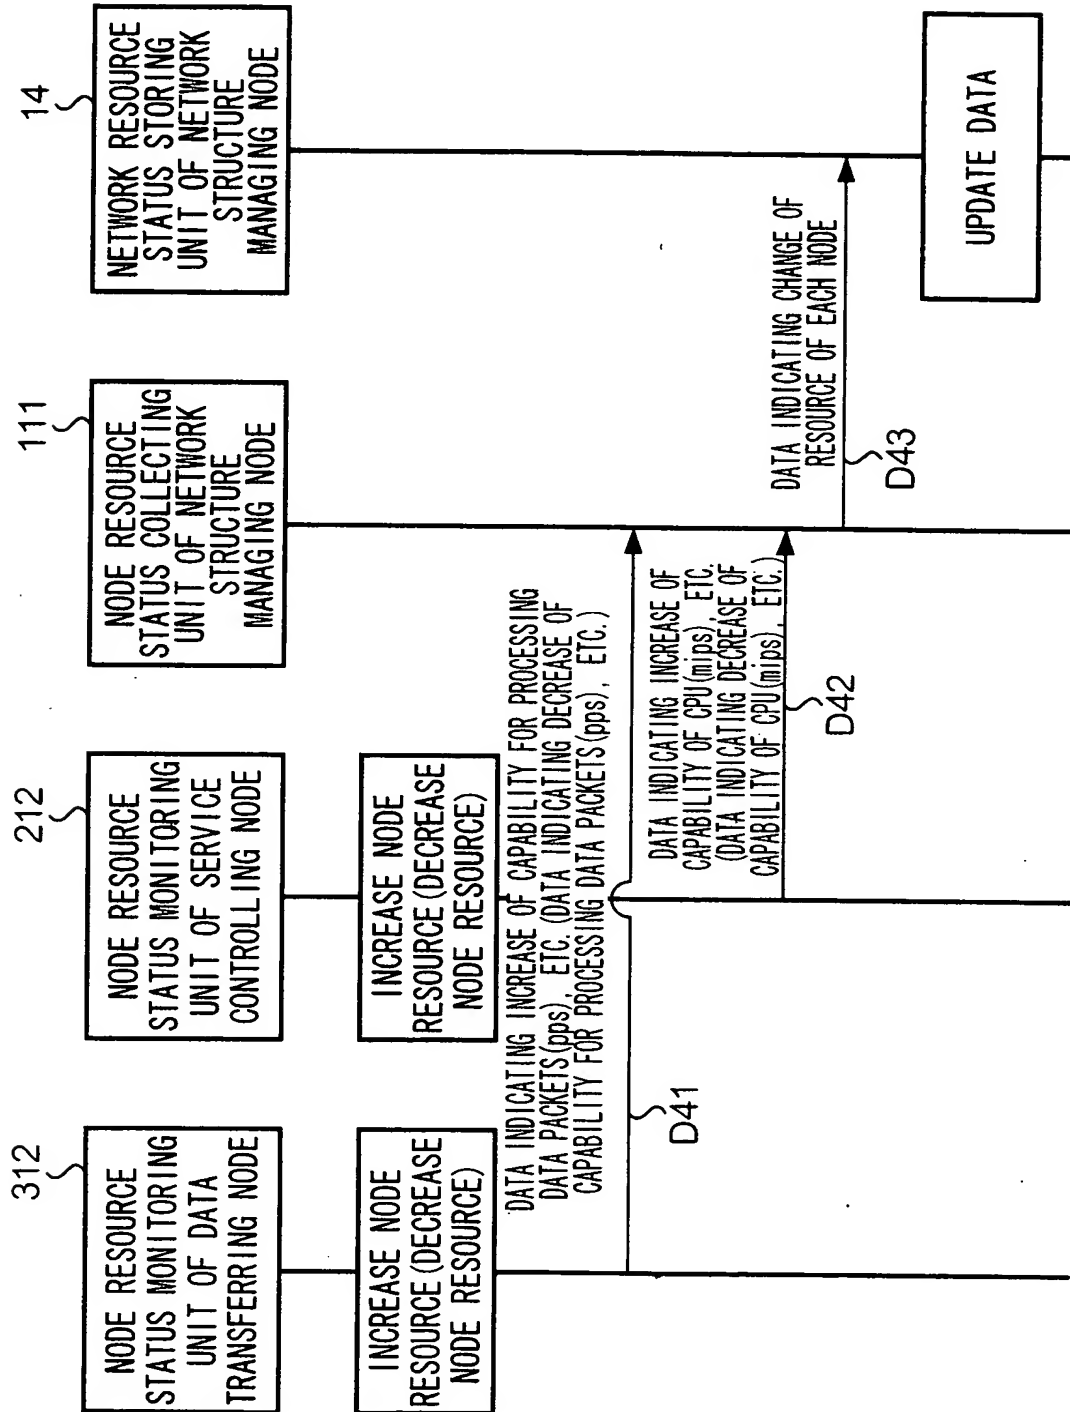 312
NODE RESOURCE
STATUS MONITORING
UNIT OF DATA
TRANSFERRING NODE
212
NODE RESOURCE
STATUS MONITORING
UNIT OF SERVICE
CONTROLLING NODE
111
NODE RESOURCE
STATUS COLLECTING
UNIT OF NETWORK
STRUCTURE
MANAGING NODE
14
NETWORK RESOURCE
STATUS STORING
UNIT OF NETWORK
STRUCTURE
MANAGING NODE
INCREASE NODE
RESOURCE(DECREASE
NODE RESOURCE)
INCREASE NODE
RESOURCE(DECREASE
NODE RESOURCE)
DATA INDICATING INCREASE OF CAPABILITY FOR PROCESSING
DATA PACKETS(pps), ETC. (DATA INDICATING DECREASE OF
CAPABILITY FOR PROCESSING DATA PACKETS(pps), ETC.)
D41
DATA INDICATING INCREASE OF
CAPABILITY OF CPU(mips), ETC.
(DATA INDICATING DECREASE OF
CAPABILITY OF CPU(mips), ETC.)
D42
DATA INDICATING CHANGE OF
RESOURCE OF EACH NODE
D43
UPDATE DATA